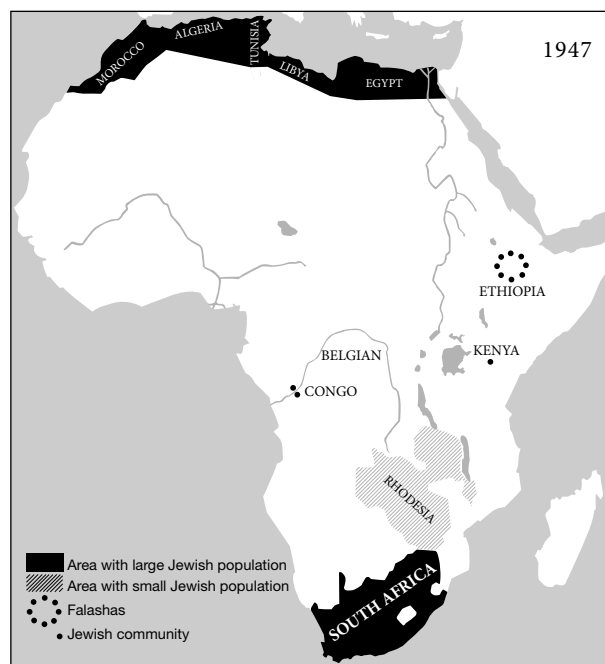 1947
MOROCCO
ALGERIA
TUNISIA
LIBYA
EGYPT
ETHIOPIA
KENYA
BELGIAN
CONGO
RHODESIA
SOUTH AFRICA
Area with large Jewish population
Area with small Jewish population
Falashas
Jewish community